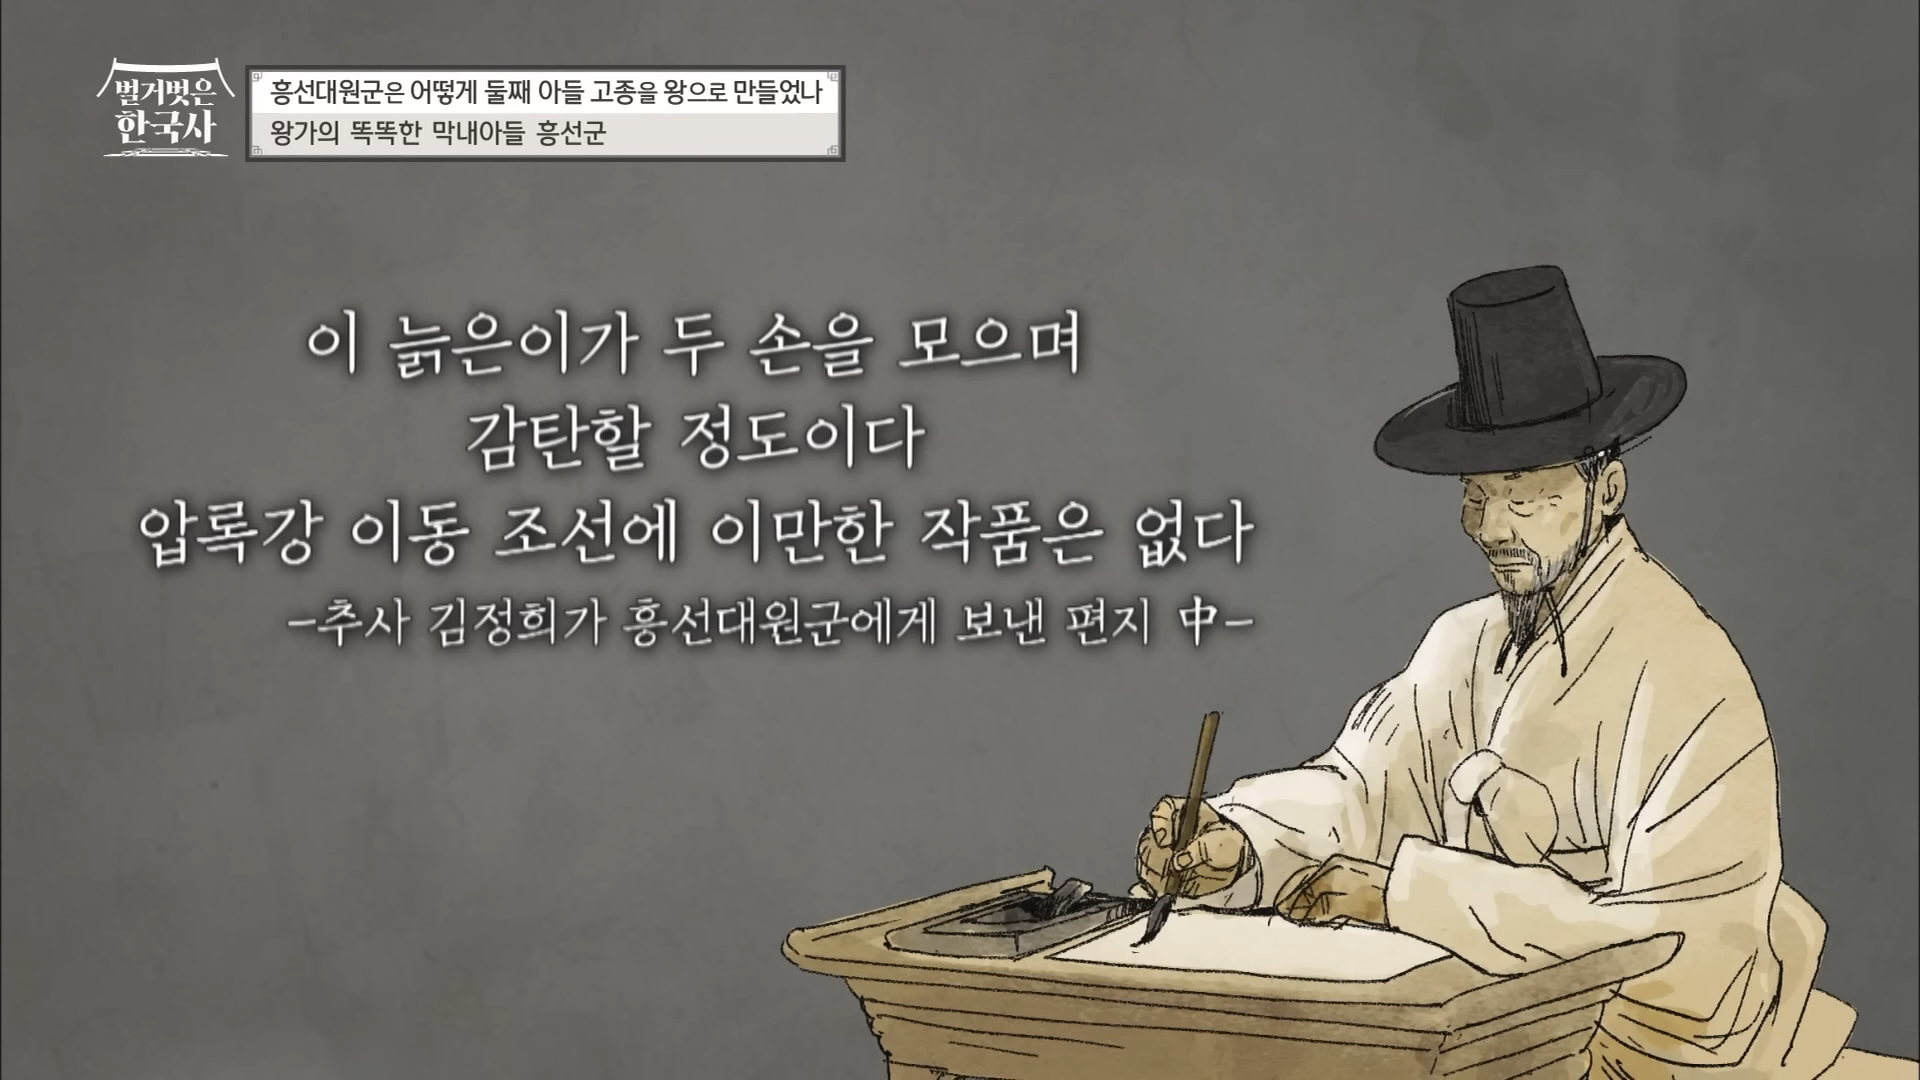 벌거벗은
한국사
흥선대원군은 어떻게 둘째 아들 고종을 왕으로 만들었나
왕가의 똑똑한 막내아들 흥선군
이 늙은이가 두 손을 모으며
감탄할 정도이다
압록강 이동 조선에 이만한 작품은 없다
-추사 김정희가 흥선대원군에게 보낸 편지 中-